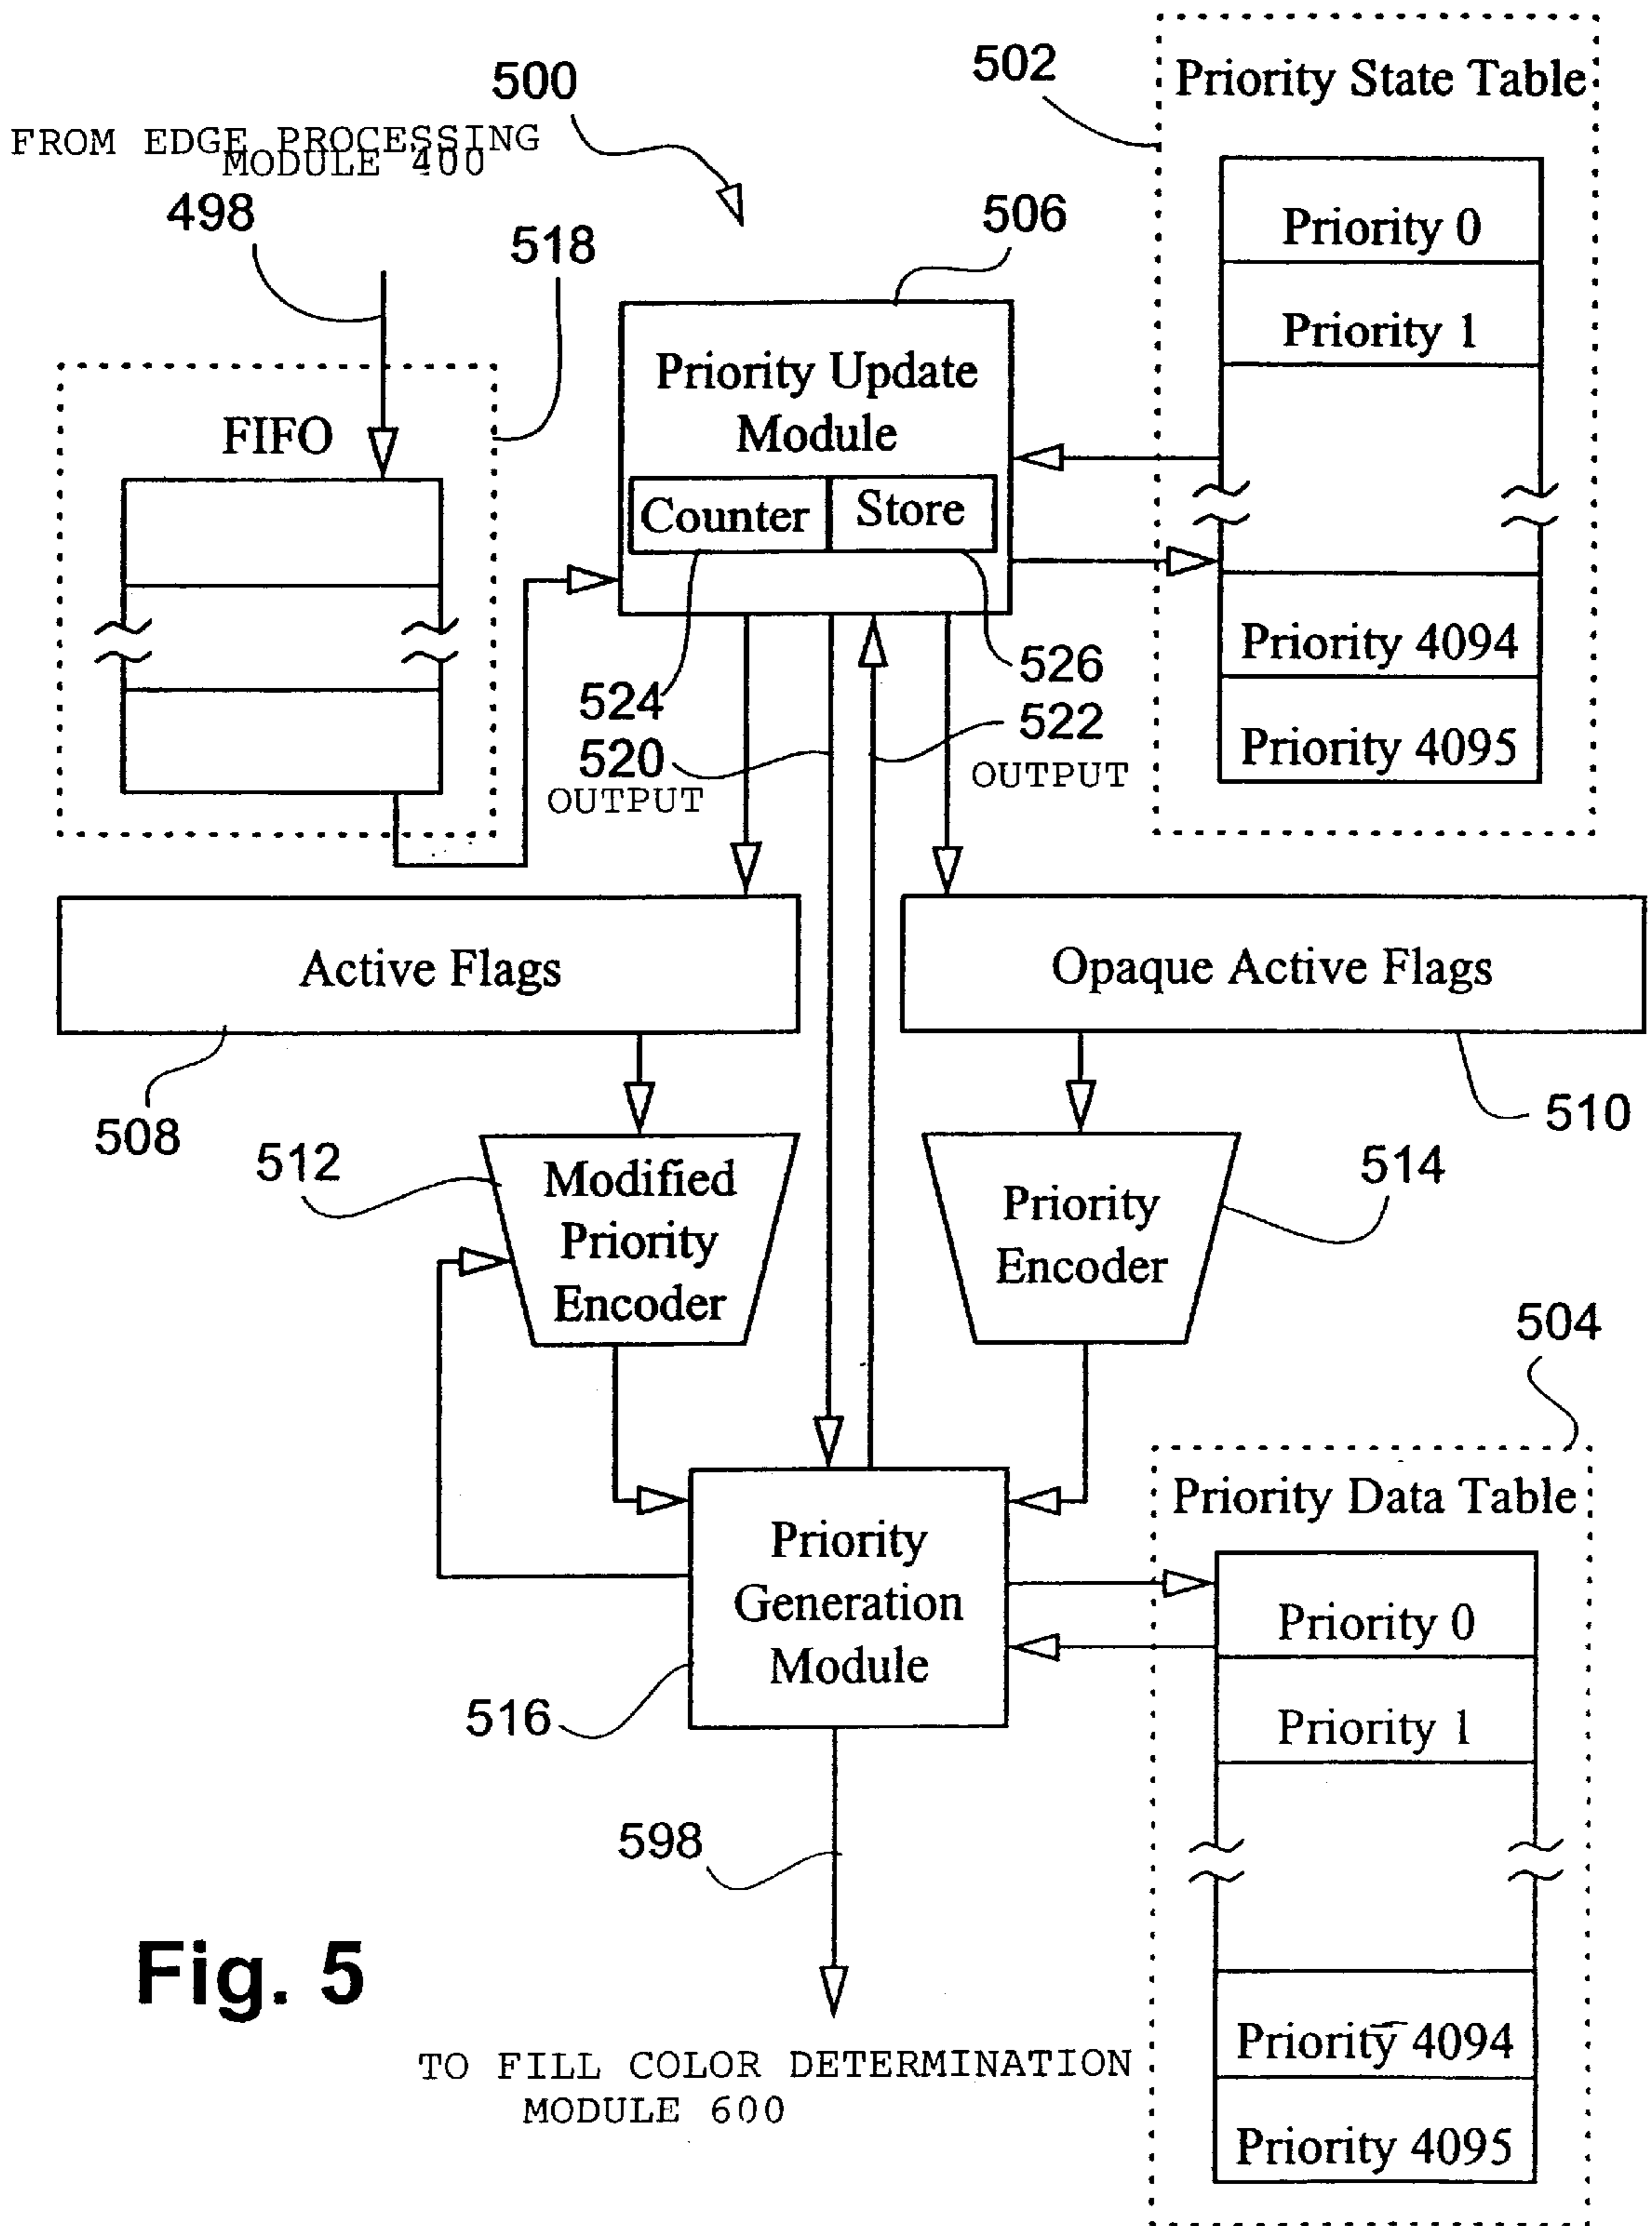 500
502
Priority State Table
FROM EDGE PROCESSING
MODULE 400
498
518
506
Priority 0
Priority 1
Priority 4094
Priority 4095
FIFO
Priority Update
Module
Counter
Store
524
526
520
OUTPUT
522
OUTPUT
Active Flags
Opaque Active Flags
508
510
512
Modified
Priority
Encoder
Priority
Encoder
514
504
Priority Data Table
Priority
Generation
Module
516
Priority 0
Priority 1
Priority 4094
Priority 4095
598
Fig. 5
TO FILL COLOR DETERMINATION
MODULE 600